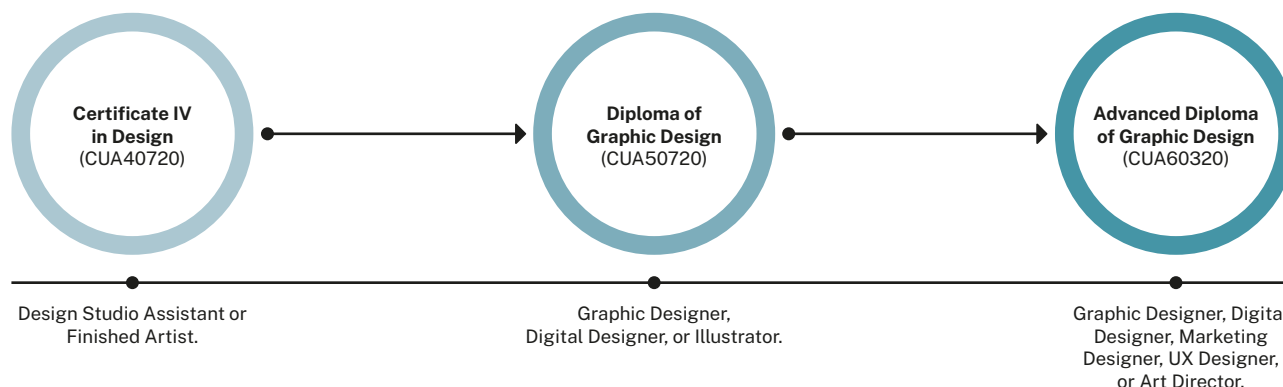 Certificate IV
in Design
(CUA40720)
Diploma of
Graphic Design
(CUA50720)
Advanced Diploma
of Graphic Design
(CUA60320)
Design Studio Assistant or
Finished Artist.
Graphic Designer,
Digital Designer, or Illustrator.
Graphic Designer, Digita
Designer, Marketing
Designer, UX Designer,
or Art Director.